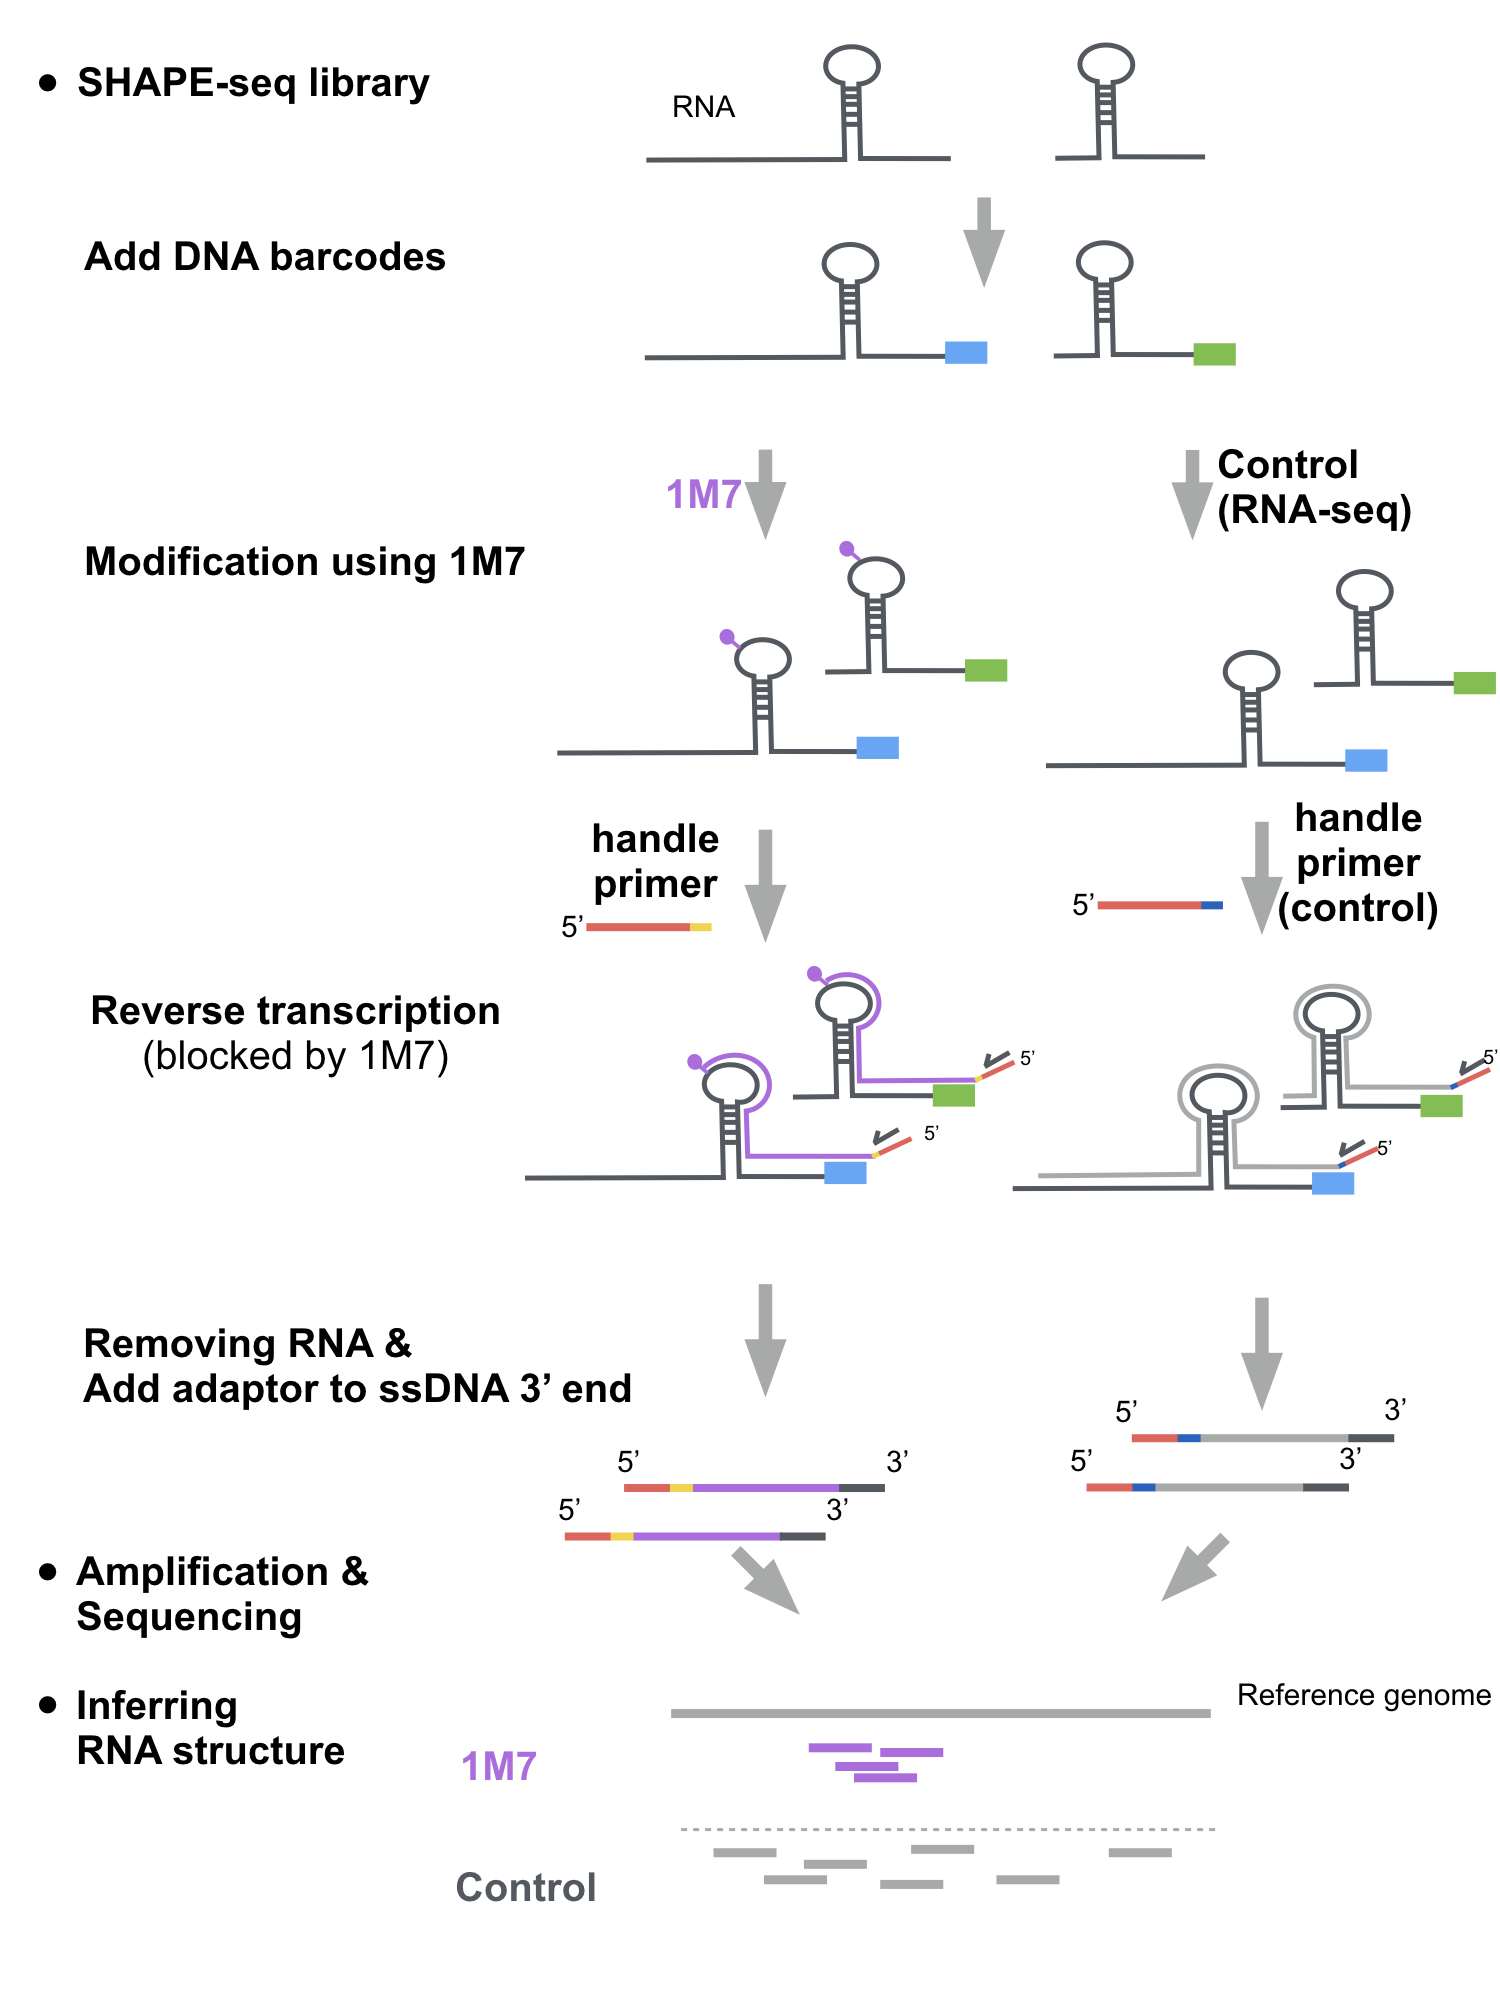 ● SHAPE-seq library
RNA
Add DNA barcodes
1M7
Control
(RNA-seq)
Modification using 1M7
handle
primer
5’
handle
primer
(control)
5’
Reverse transcription
(blocked by 1M7)
5’
5’
5’
5’
Removing RNA &
Add adaptor to ssDNA 3’ end
5’ 3’
5’ 3’
5’ 3’
5’ 3’
● Amplification &
Sequencing
● Inferring
RNA structure
Reference genome
1M7
Control